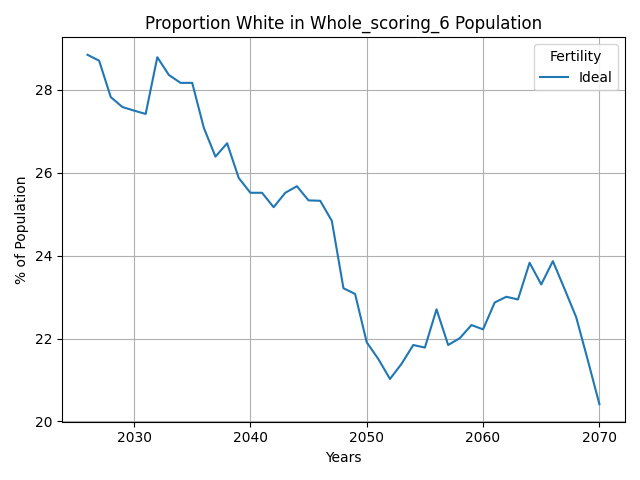 Proportion White in Whole_scoring_6 Population
Fertility
Ideal
% of Population
28
26
24
22
20
2030 2040 2050 2060 2070
Years